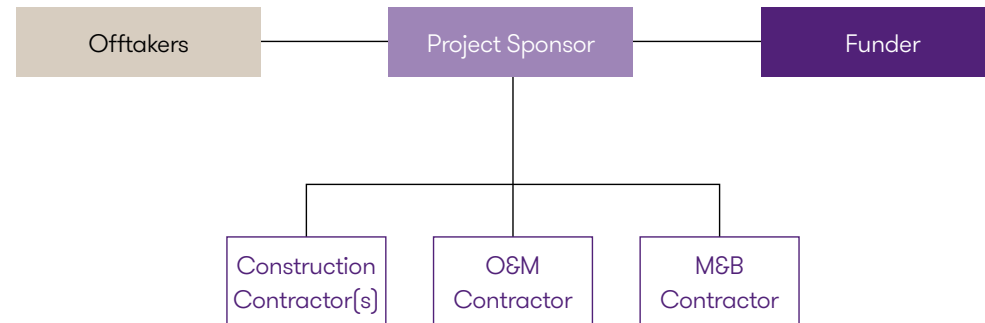 Offtakers
Project Sponsor
Funder
Construction
Contractor(s)
O&M
Contractor
M&B
Contractor